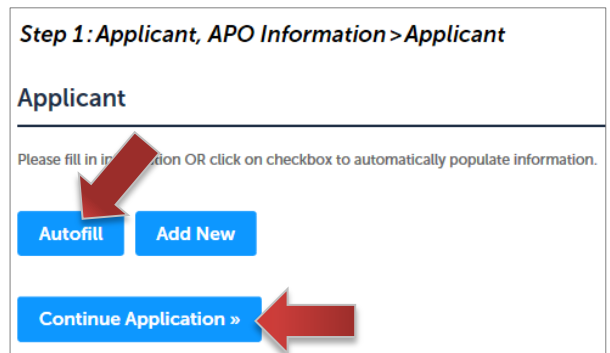 Step 1: Applicant, APO Information > Applicant
Applicant
Please fill in in tion OR click on checkbox to automatically populate information.
Autofill Add New
Continue Application »